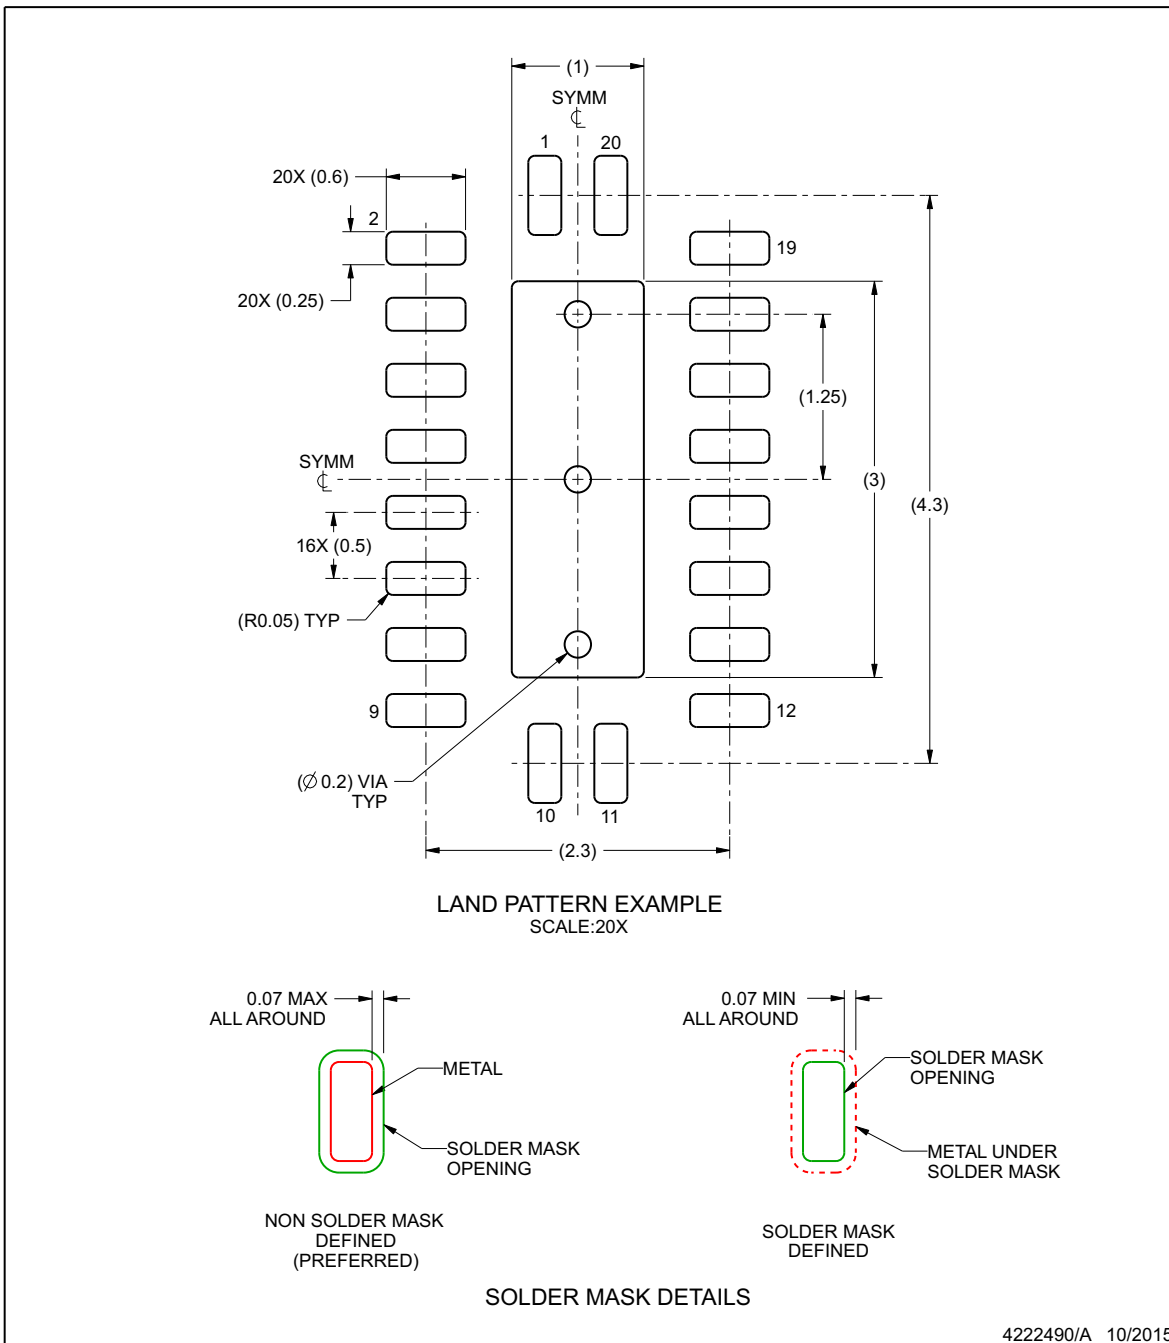 (1)
SYMM
1
20
20X (0.6)
2
19
20X (0.25)
(1.25)
SYMM
(3)
(4.3)
16X (0.5)
(R0.05) TYP
9
12
(Ø 0.2) VIA
TYP
10
11
(2.3)
LAND PATTERN EXAMPLE
SCALE:20X
0.07 MAX
ALL AROUND
METAL
SOLDER MASK
OPENING
NON SOLDER MASK
DEFINED
(PREFERRED)
0.07 MIN
ALL AROUND
SOLDER MASK
OPENING
METAL UNDER
SOLDER MASK
SOLDER MASK
DEFINED
SOLDER MASK DETAILS
4222490/A 10/2015